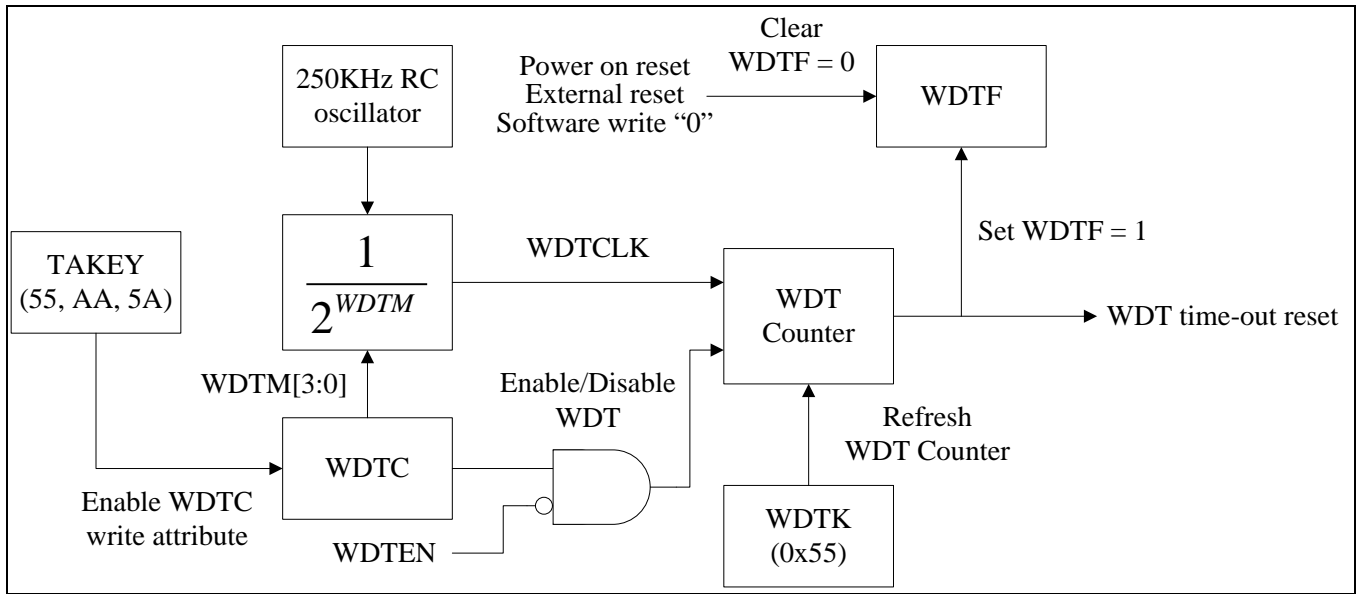 250KHz RC
oscillator
Clear
WDTF = 0
Power on reset
External reset
Software write “0”
WDTF
TAKEY
(55, AA, 5A)
1
2^WDTM
WDTCLK
WDT
Counter
Set WDTF = 1
WDT time-out reset
WDTM[3:0]
Enable/Disable
WDT
Refresh
WDT Counter
WDTC
Enable WDTC
write attribute
WDTEN
WDTK
(0x55)